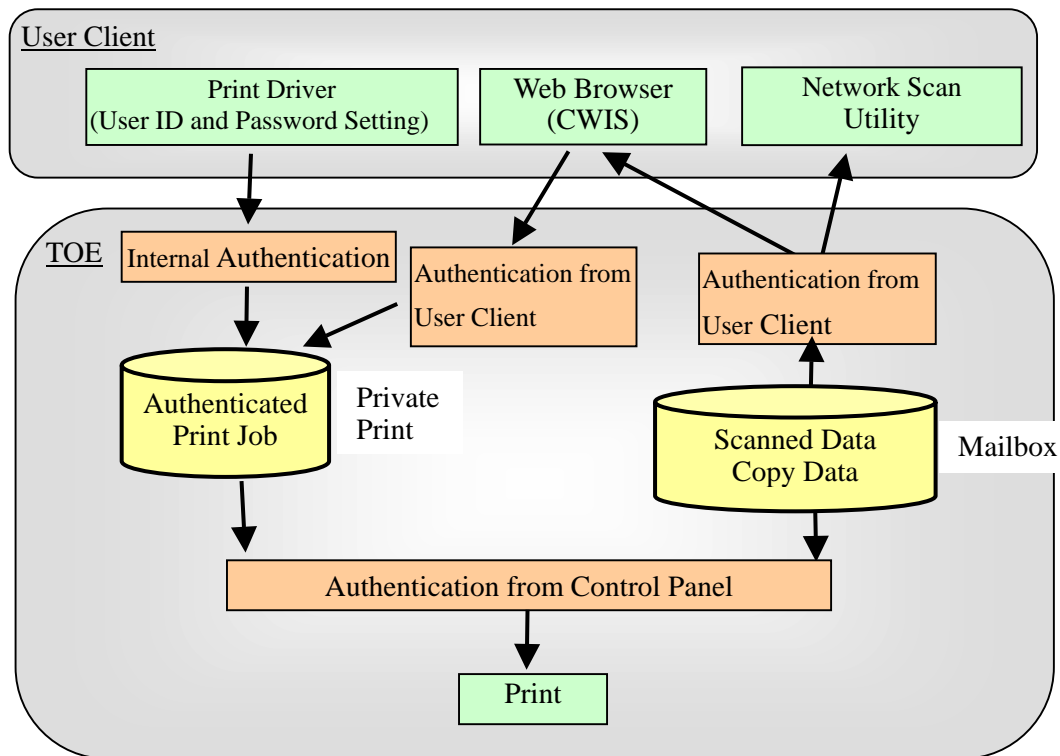 User Client
Print Driver
(User ID and Password Setting)
Web Browser
(CWIS)
Network Scan
Utility
TOE
Internal Authentication
Authentication from
User Client
Authentication from
User Client
Authenticated
Print Job
Private
Print
Scanned Data
Copy Data
Mailbox
Authentication from Control Panel
Print